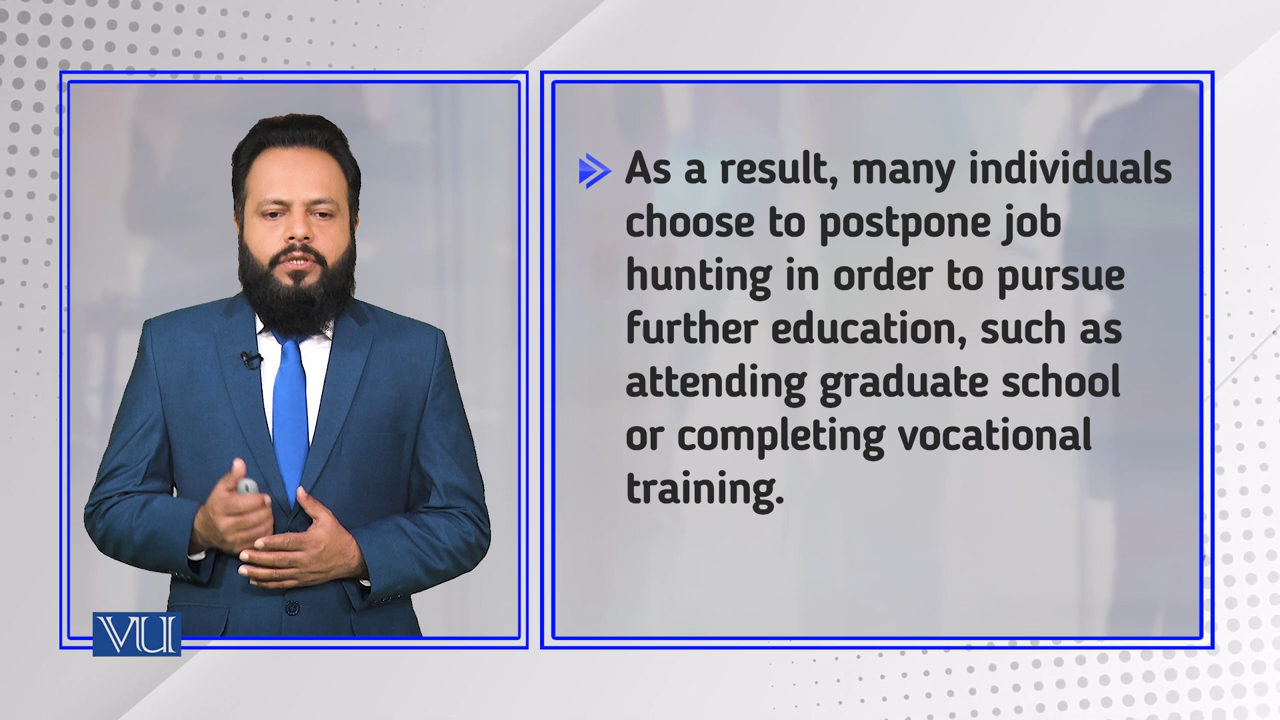 As a result, many individuals
choose to postpone job
hunting in order to pursue
further education, such as
attending graduate school
or completing vocational
training.
VU